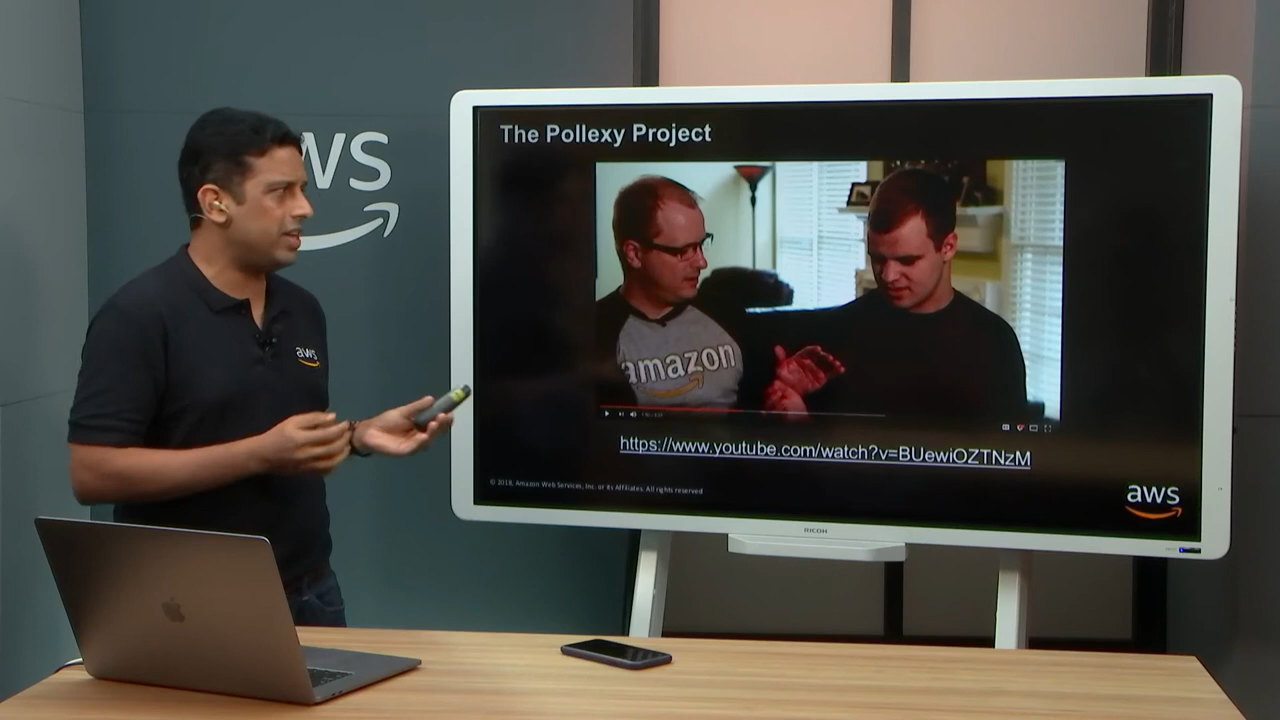 aws
The Pollexy Project
aws
amazon
https://www.youtube.com/watch?v=BUewiOZTNzM
© 2018, Amazon Web Services, Inc. or its Affiliates. All rights reserved
aws
RICOH